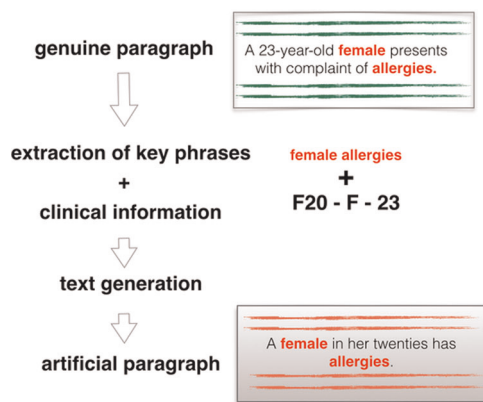 genuine paragraph
A 23-year-old female presents
with complaint of allergies.
extraction of key phrases
+
clinical information
female allergies
+
F20 - F - 23
text generation
artificial paragraph
A female in her twenties has
allergies.